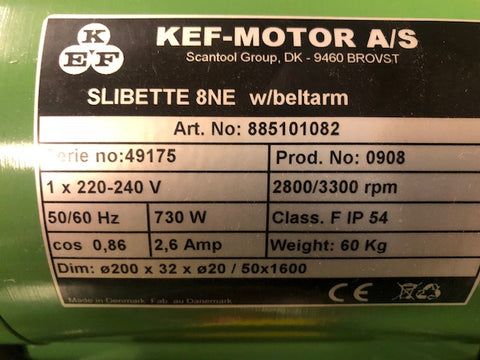 K
E F
KEF-MOTOR A/S
Scantool Group, DK - 9460 BROVST
SLIBETTE 8NE w/beltarm
Art. No: 885101082
Serie no:49175 Prod. No: 0908
1 x 220-240 V 2800/3300 rpm
50/60 Hz 730 W Class. F IP 54
cos 0,86 2,6 Amp Weight: 60 Kg
Dim: ø200 x 32 x ø20 / 50x1600
Made in Denmark Fab. au Danemark CE